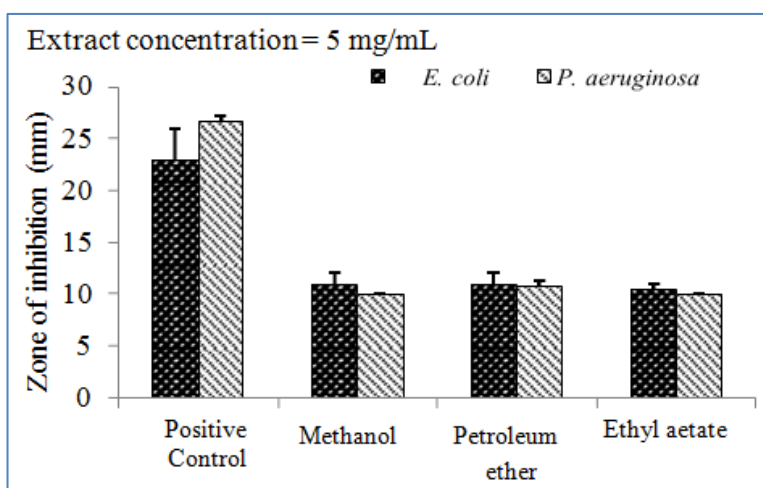 Extract concentration = 5 mg/mL
E. coli P. aeruginosa
Zone of inhibition (mm)
30
25
20
15
10
5
0
Positive Control
Methanol
Petroleum ether
Ethyl aetate